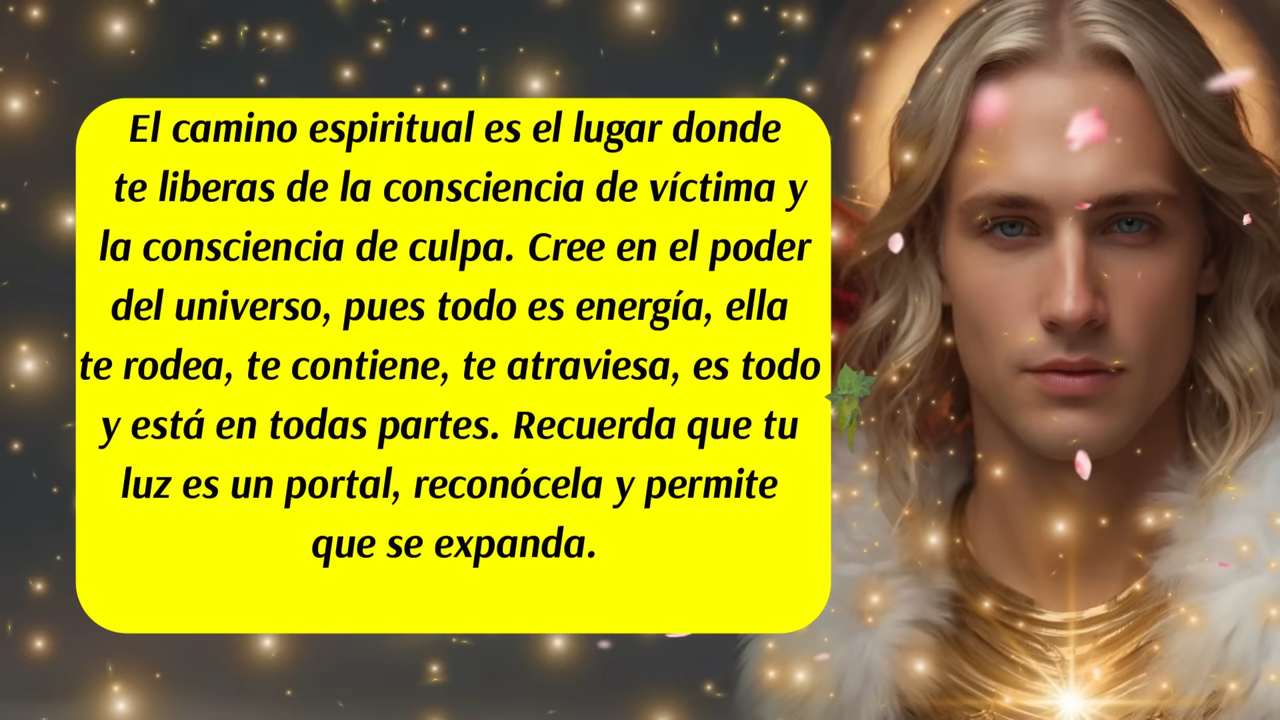 El camino espiritual es el lugar donde
te liberas de la consciencia de víctima y
la consciencia de culpa. Cree en el poder
del universo, pues todo es energía, ella
te rodea, te contiene, te atraviesa, es todo
y está en todas partes. Recuerda que tu
luz es un portal, reconócela y permite
que se expanda.